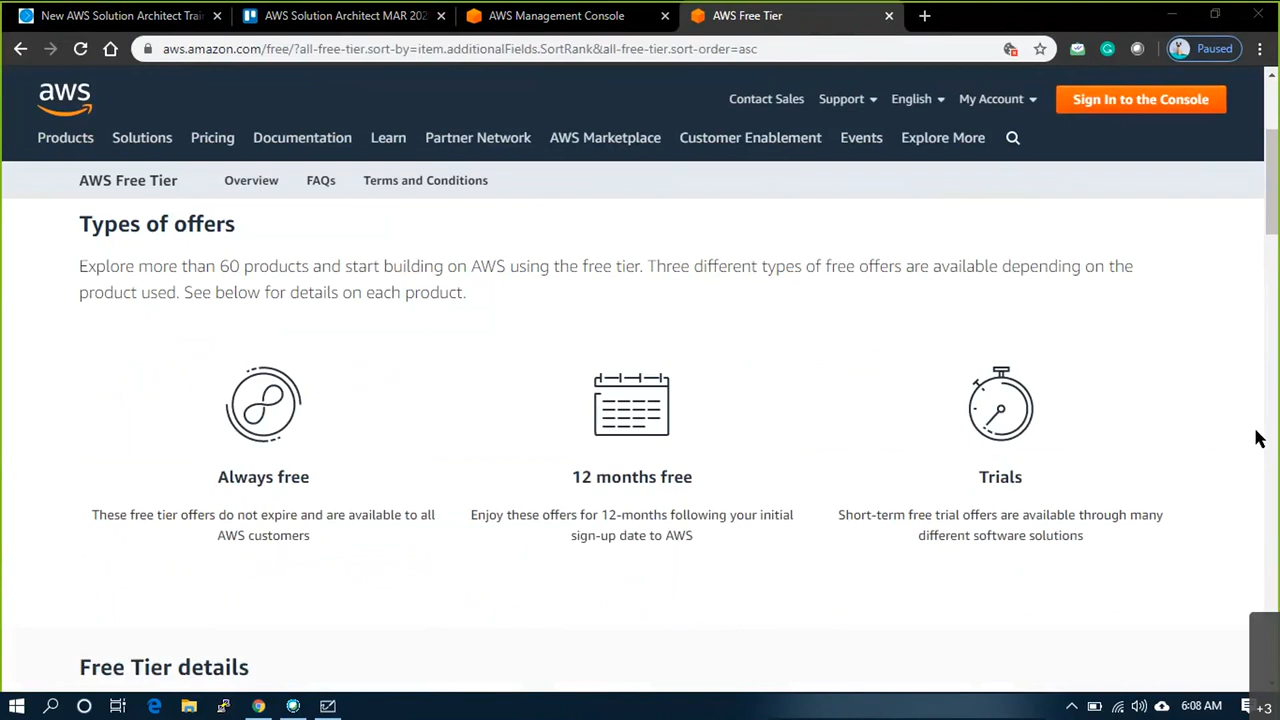 New AWS Solution Architect Trai
AWS Solution Architect MAR 202
AWS Management Console
AWS Free Tier
aws.amazon.com/free/?all-free-tier.sort-by=item.additionalFields.SortRank&all-free-tier.sort-order=asc
Paused
aws
Contact Sales Support English My Account Sign In to the Console
Products Solutions Pricing Documentation Learn Partner Network AWS Marketplace Customer Enablement Events Explore More
AWS Free Tier Overview FAQs Terms and Conditions
Types of offers
Explore more than 60 products and start building on AWS using the free tier. Three different types of free offers are available depending on the
product used. See below for details on each product.
Always free
These free tier offers do not expire and are available to all
AWS customers
12 months free
Enjoy these offers for 12-months following your initial
sign-up date to AWS
Trials
Short-term free trial offers are available through many
different software solutions
Free Tier details
6:08 AM
+3